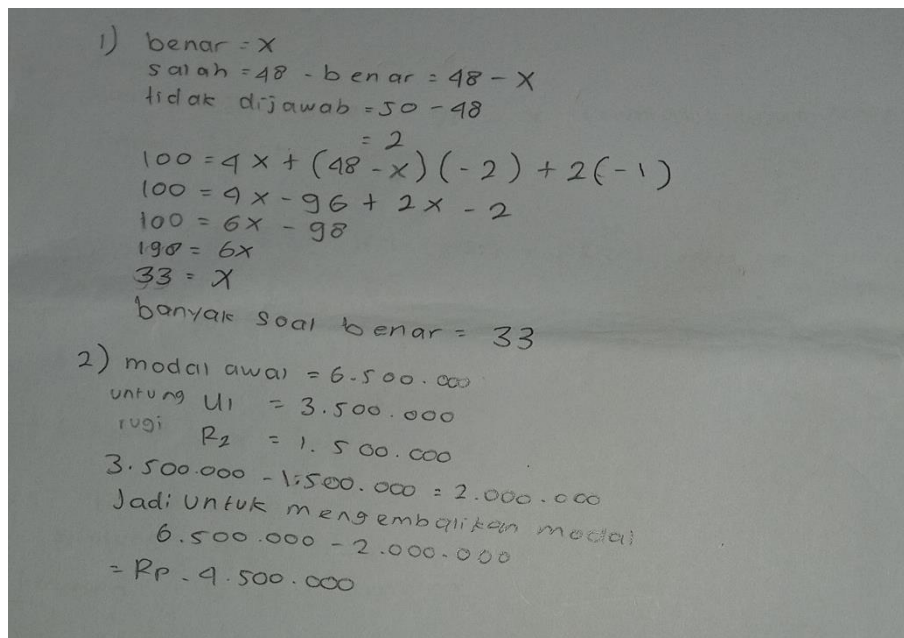 1) benar = x
salah = 48 - benar = 48 - x
tidak dijawab = 50 - 48
= 2
100 = 4x + (48 - x) (-2) + 2(-1)
100 = 4x - 96 + 2x - 2
100 = 6x - 98
198 = 6x
33 = x
banyak soal benar = 33
2) modal awal = 6.500.000
untung U1 = 3.500.000
rugi R2 = 1.500.000
3.500.000 - 1.500.000 = 2.000.000
Jadi untuk mengembalikan modal
6.500.000 - 2.000.000
= Rp. 4.500.000